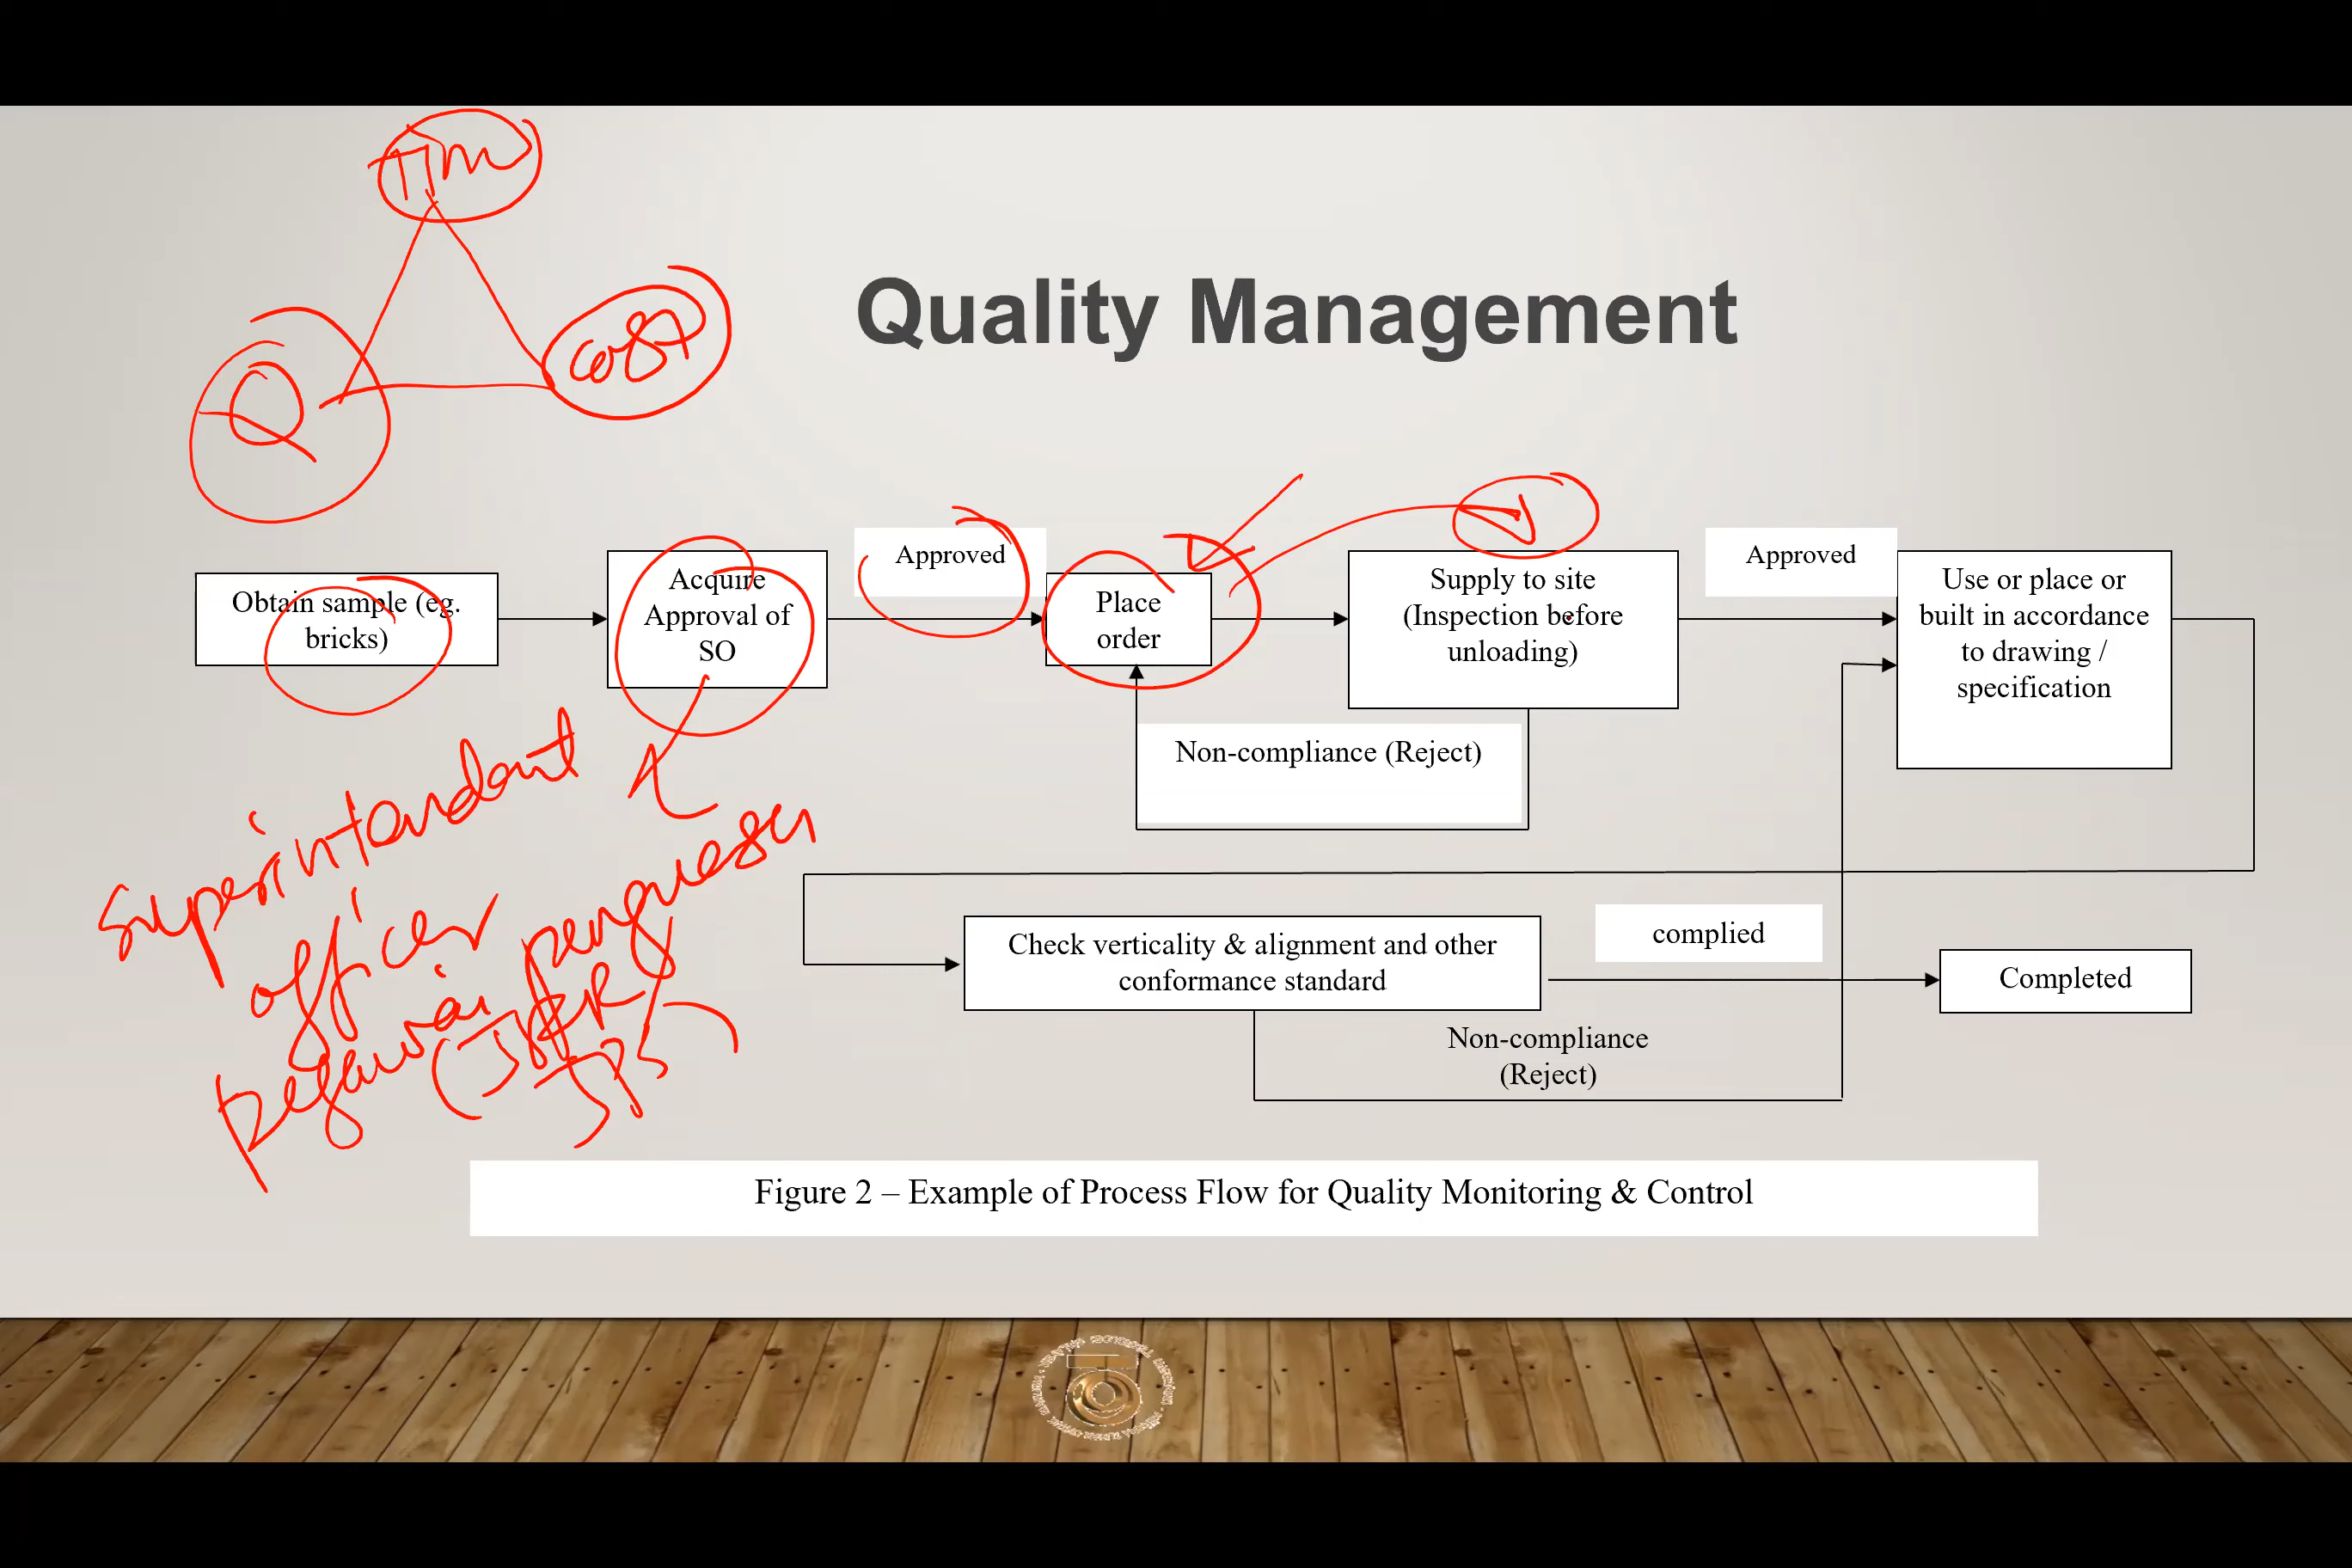 Tim
Cost
Q
Quality Management
Obtain sample (eg.
bricks)
Acquire
Approval of
SO
Approved
Place
order
Supply to site
(Inspection before
unloading)
Approved
Use or place or
built in accordance
to drawing /
specification
Non-compliance (Reject)
Superintendant
officer
pegawai penguasa
(JKR
JPS)
Check verticality & alignment and other
conformance standard
complied
Completed
Non-compliance
(Reject)
Figure 2 – Example of Process Flow for Quality Monitoring & Control